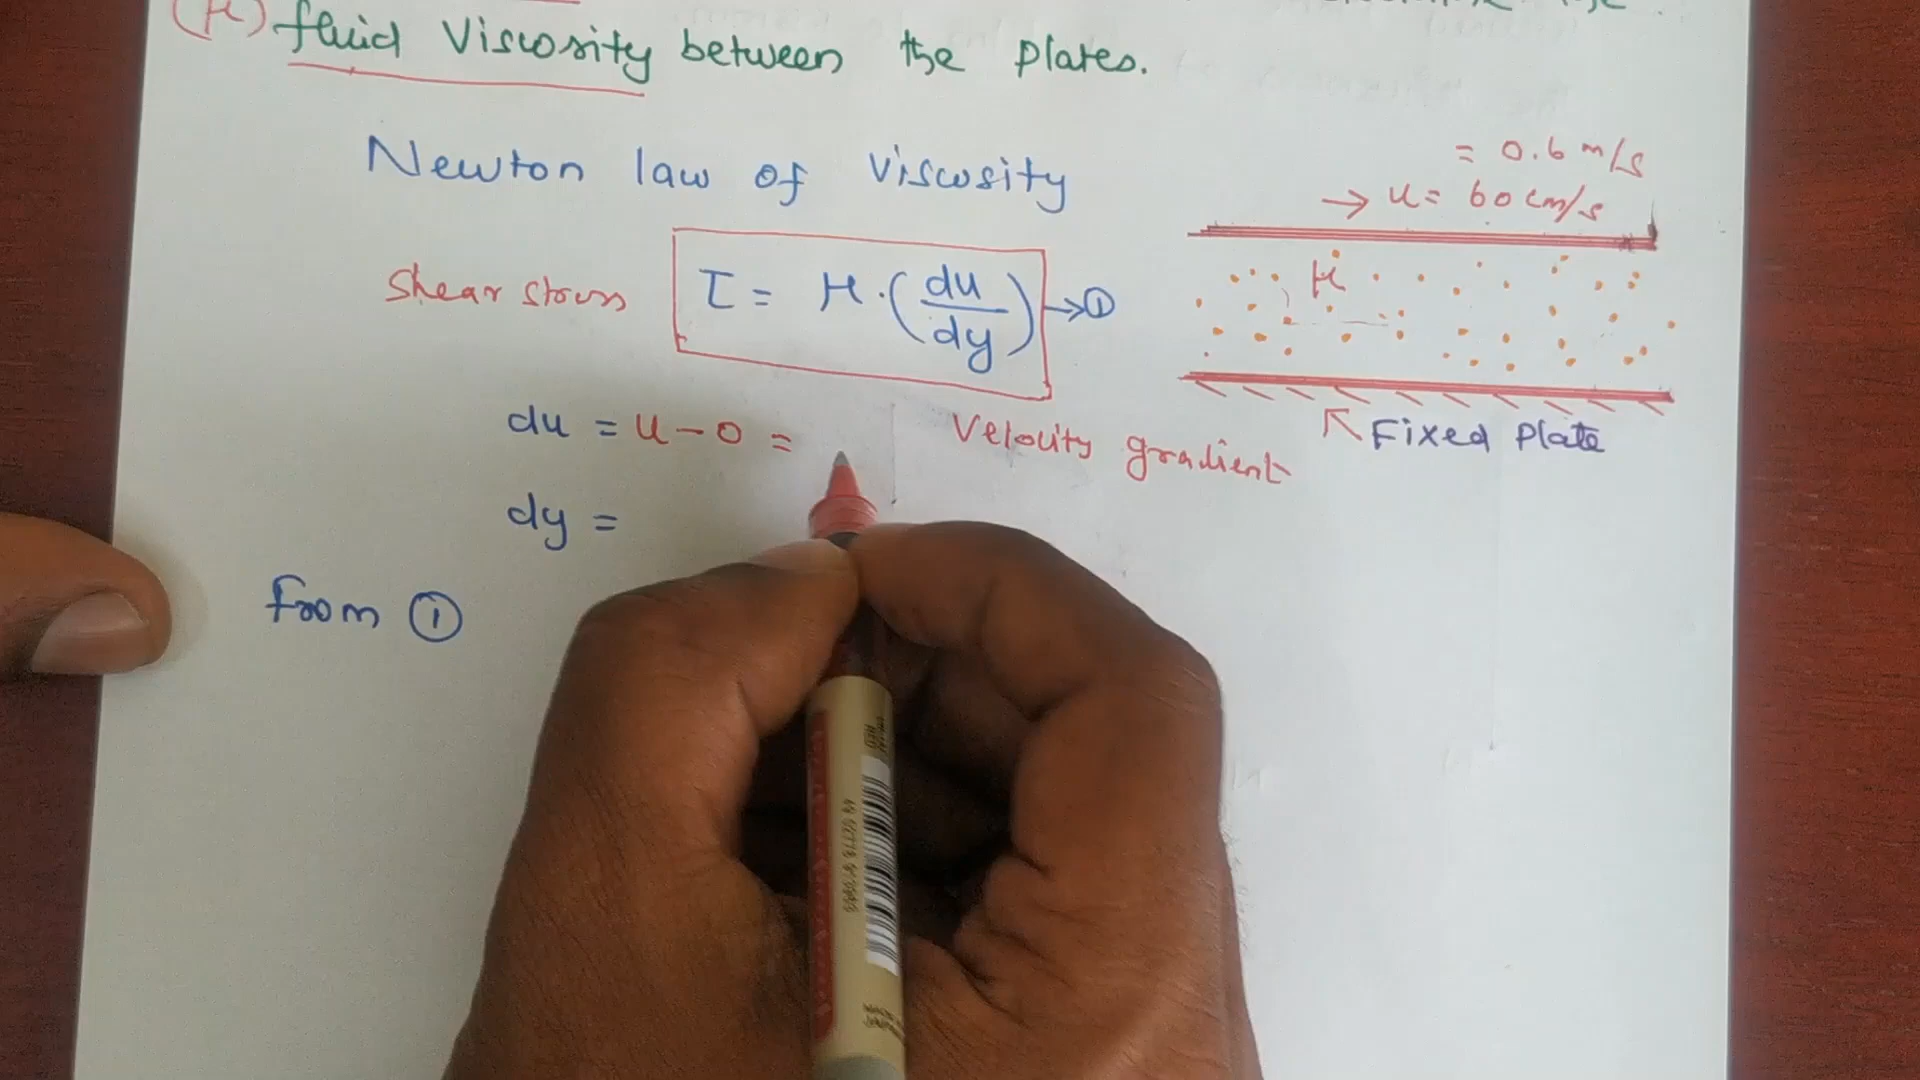 (μ) fluid Viscosity between the plates.
Newton law of Viscosity
= 0.6 m/s
→ u = 60 cm/s
Shear stress τ = μ · (du/dy) → ①
μ
du = u - 0 =
Velocity gradient
Fixed Plate
dy =
from ①